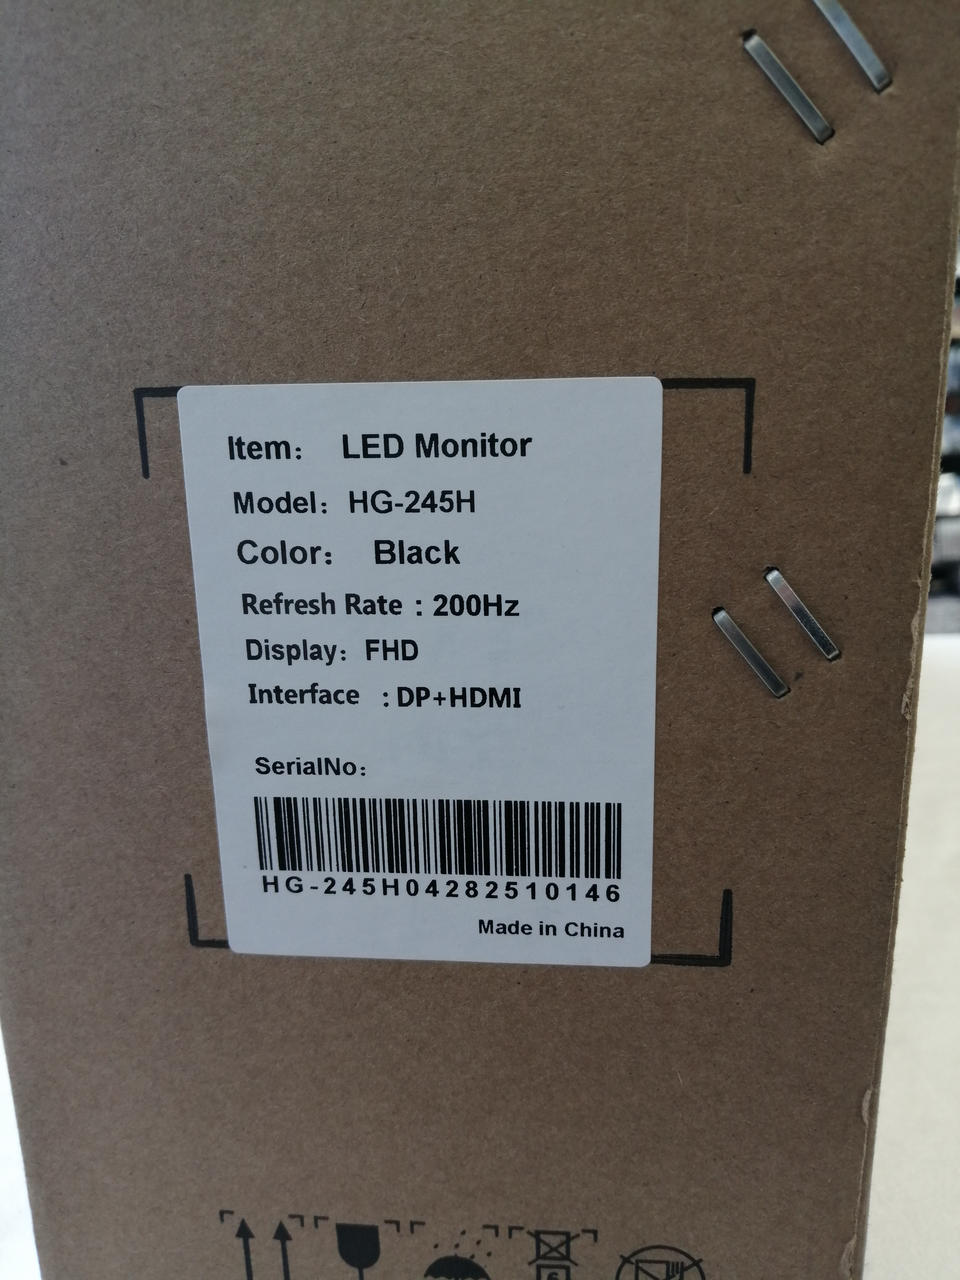 Item： LED Monitor
Model：HG-245H
Color： Black
Refresh Rate : 200Hz
Display：FHD
Interface : DP+HDMI
SerialNo：
HG-245H04282510146
Made in China
6